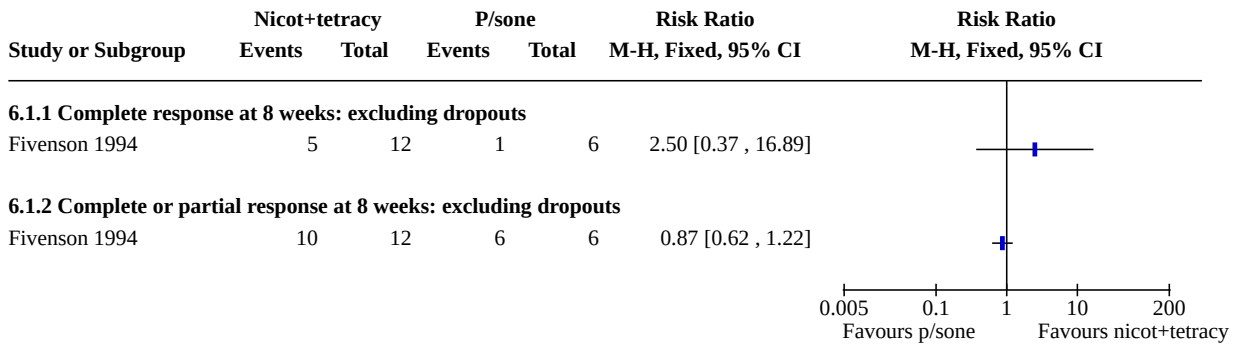 Nicot+tetracy P/sone Risk Ratio Risk Ratio
Study or Subgroup Events Total Events Total M-H, Fixed, 95% CI M-H, Fixed, 95% CI
6.1.1 Complete response at 8 weeks: excluding dropouts
Fivenson 1994 5 12 1 6 2.50 [0.37 , 16.89]
6.1.2 Complete or partial response at 8 weeks: excluding dropouts
Fivenson 1994 10 12 6 6 0.87 [0.62 , 1.22]
0.005 0.1 1 10 200
Favours p/sone Favours nicot+tetracy